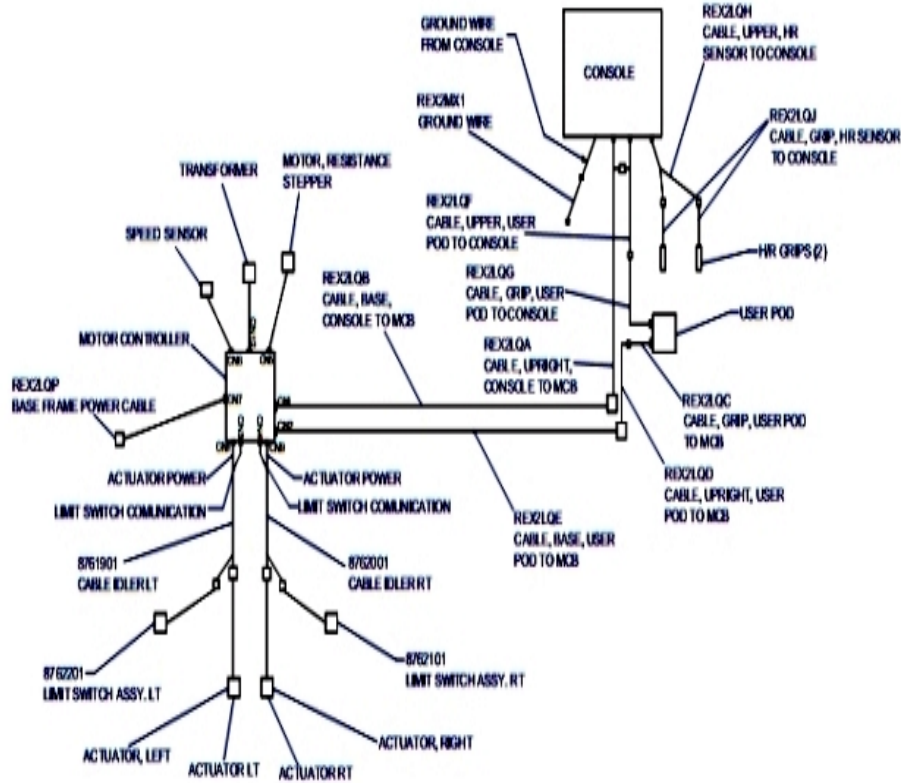 GROUND WIRE
FROM CONSOLE
REX2LQH
CABLE, UPPER, HR
SENSOR TO CONSOLE
CONSOLE
REX2MX1
GROUND WIRE
REX2LQJ
CABLE, GRIP, HR SENSOR
TO CONSOLE
TRANSFORMER
MOTOR, RESISTANCE
STEPPER
SPEED SENSOR
REX2LQF
CABLE, UPPER, USER
POD TO CONSOLE
H/R GRIPS (2)
REX2LQB
CABLE, BASE,
CONSOLE TO MCB
REX2LQG
CABLE, GRIP, USER
POD TO CONSOLE
USER POD
MOTOR CONTROLLER
REX2LQA
CABLE, UPRIGHT,
CONSOLE TO MCB
REX2LQP
BASE FRAME POWER CABLE
CN7
CN2
REX2LQC
CABLE, GRIP, USER POD
TO MCB
ACTUATOR POWER
ACTUATOR POWER
REX2LQD
CABLE, UPRIGHT, USER
POD TO MCB
LIMIT SWITCH COMUNICATION
LIMIT SWITCH COMUNICATION
REX2LQE
CABLE, BASE, USER
POD TO MCB
8761901
CABLE IDLER LT
8762001
CABLE IDLER RT
8762201
LIMIT SWITCH ASSY. LT
8762101
LIMIT SWITCH ASSY. RT
ACTUATOR, LEFT
ACTUATOR LT
ACTUATOR RT
ACTUATOR, RIGHT